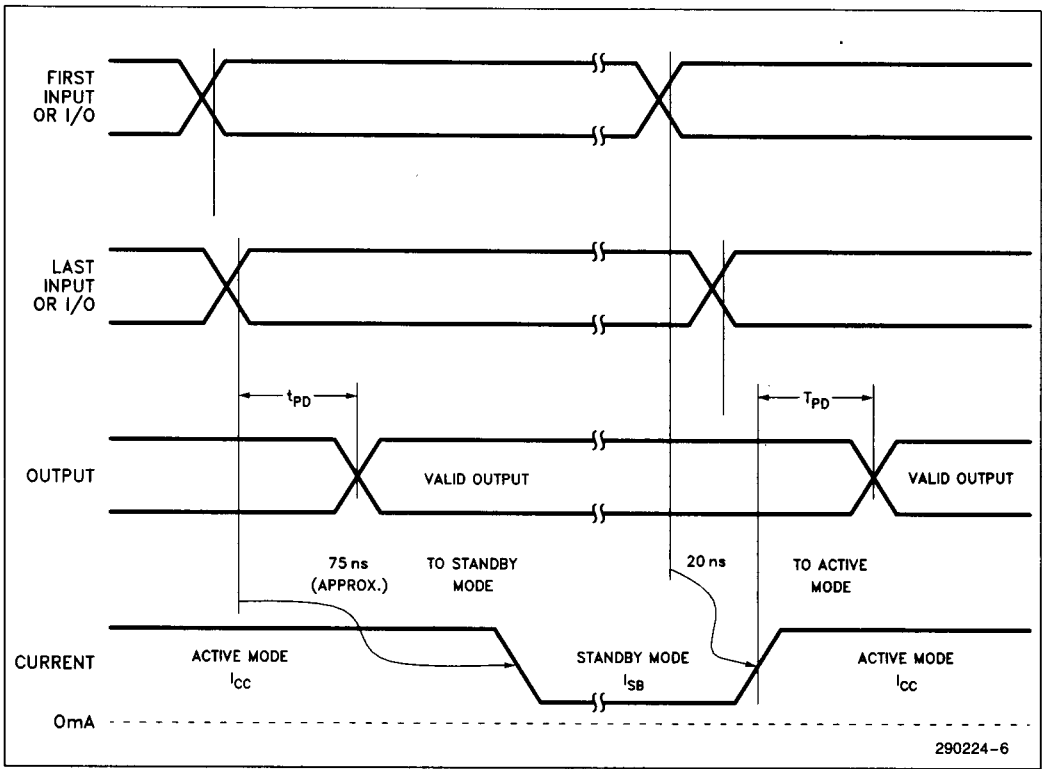 FIRST
INPUT
OR I/O
LAST
INPUT
OR I/O
tPD
TPD
OUTPUT
VALID OUTPUT
VALID OUTPUT
75 ns
(APPROX.)
TO STANDBY
MODE
20 ns
TO ACTIVE
MODE
CURRENT
ACTIVE MODE
ICC
STANDBY MODE
ISB
ACTIVE MODE
ICC
0mA
290224-6